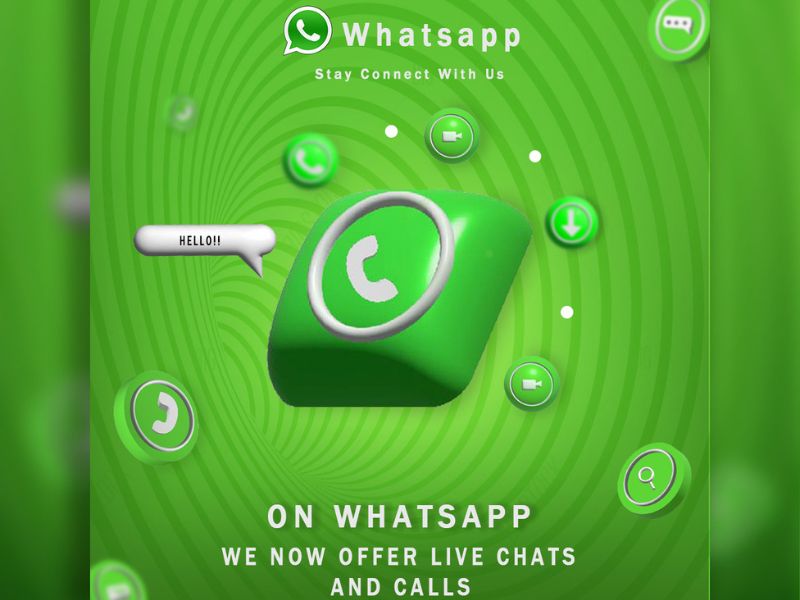 Whatsapp
Stay Connect With Us
HELLO!!
ON WHATSAPP
WE NOW OFFER LIVE CHATS
AND CALLS